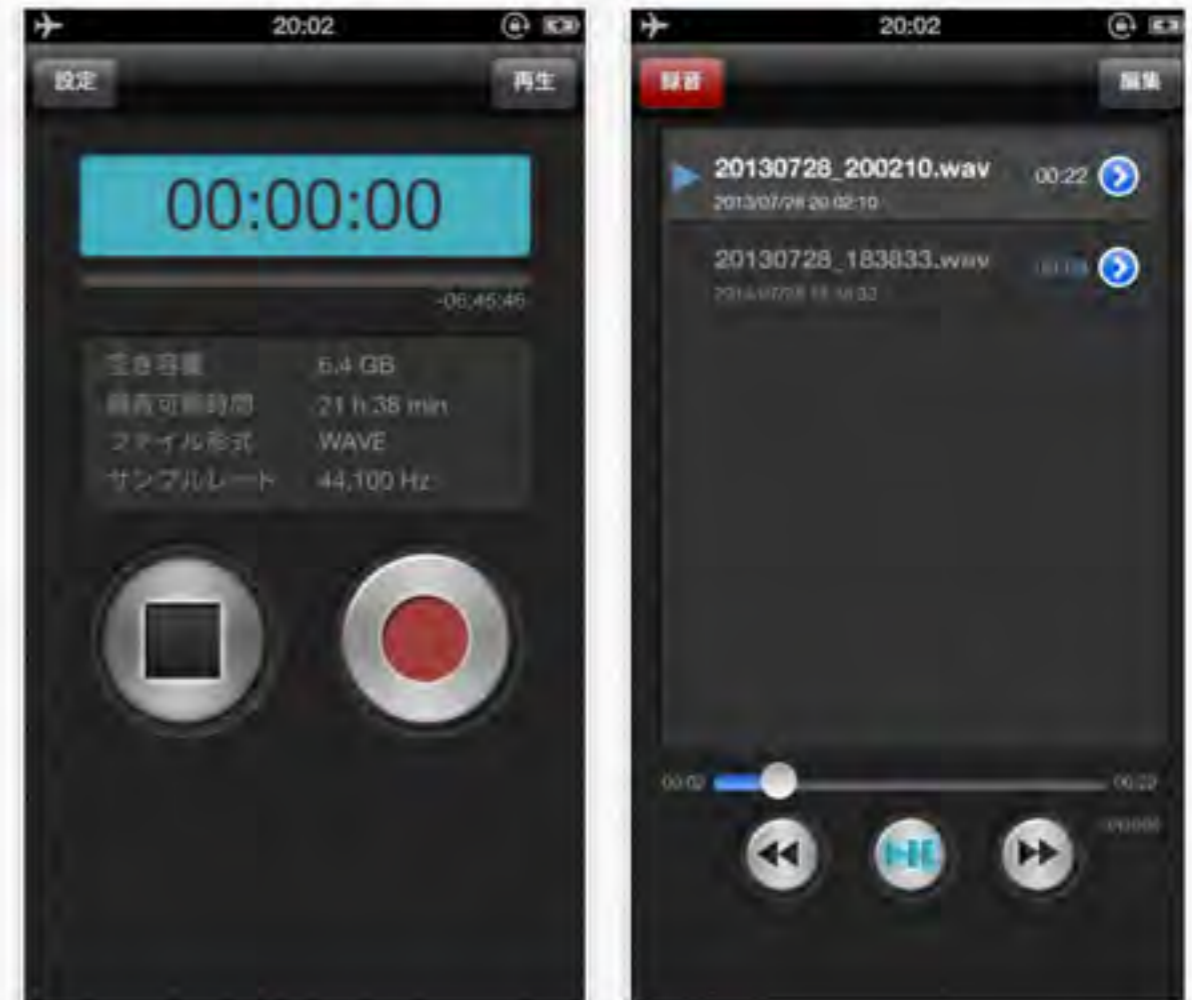 20:02
設定
再生
00:00:00
-06:45:46
空き容量 6.4 GB
録音可能時間 21 h 38 min
ファイル形式 WAVE
サンプルレート 44,100 Hz
20:02
録音
編集
20130728_200210.wav 00:22
2013/07/28 20:02:10
20130728_183833.wav
00:02
00:22